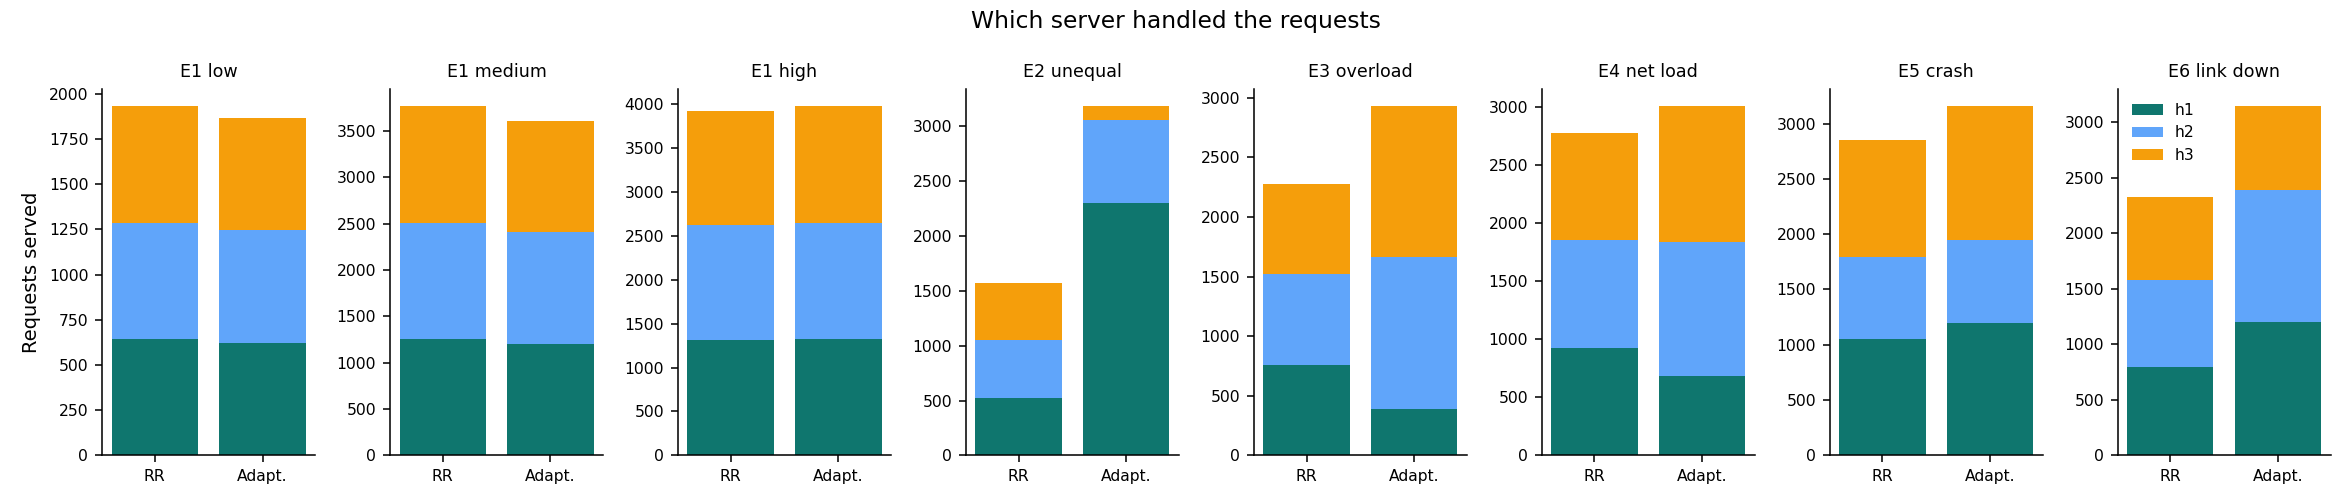 Which server handled the requests
E1 low
E1 medium
E1 high
E2 unequal
E3 overload
E4 net load
E5 crash
E6 link down
Requests served
2000
1750
1500
1250
1000
750
500
250
0
RR
Adapt.
3500
3000
2500
2000
1500
1000
500
0
RR
Adapt.
4000
3500
3000
2500
2000
1500
1000
500
0
RR
Adapt.
3000
2500
2000
1500
1000
500
0
RR
Adapt.
3000
2500
2000
1500
1000
500
0
RR
Adapt.
3000
2500
2000
1500
1000
500
0
RR
Adapt.
3000
2500
2000
1500
1000
500
0
RR
Adapt.
3000
2500
2000
1500
1000
500
0
h1
h2
h3
RR
Adapt.